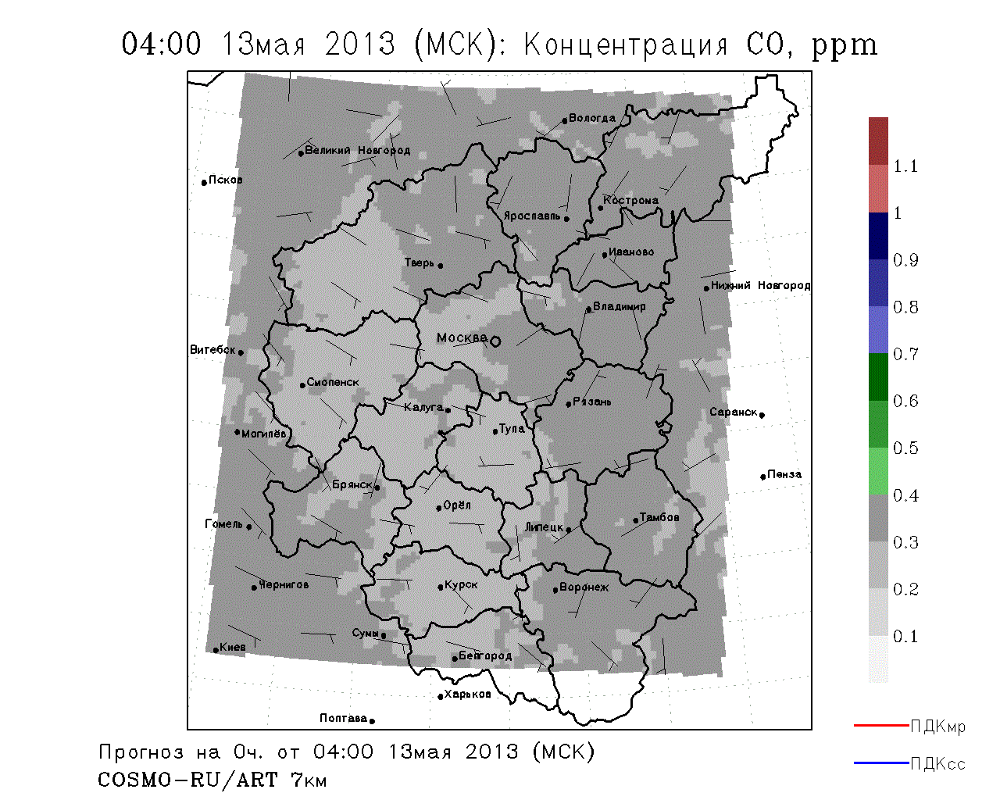 04:00 13мая 2013 (МСК): Концентрация CO, ppm
Вологда
Великий Новгород
Псков
Кострома
Ярославль
Иваново
Тверь
Нижний Новгород
Владимир
Москва
Витебск
Смоленск
Рязань
Калуга
Саранск
Тула
Могилёв
Пенза
Брянск
Орёл
Тамбов
Гомель
Липецк
Чернигов
Курск
Воронеж
Сумы
Киев
Белгород
Харьков
Полтава
1.1
1
0.9
0.8
0.7
0.6
0.5
0.4
0.3
0.2
0.1
ПДКмр
ПДКсс
Прогноз на 0ч. от 04:00 13мая 2013 (МСК)
COSMO-RU/ART 7км